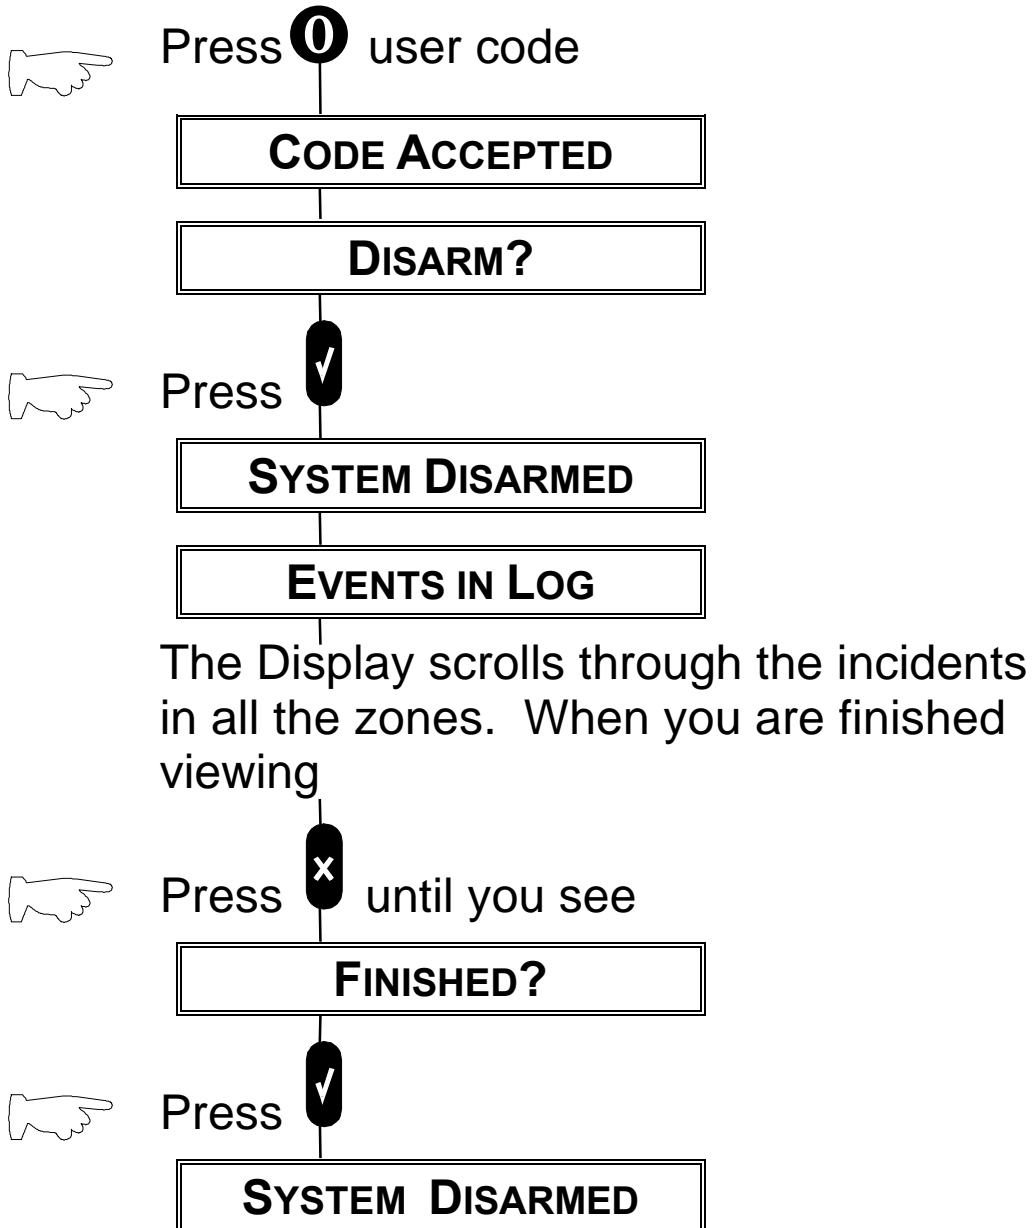 Press 0 user code
CODE ACCEPTED
DISARM?
Press √
SYSTEM DISARMED
EVENTS IN LOG
The Display scrolls through the incidents
in all the zones. When you are finished
viewing
Press x until you see
FINISHED?
Press √
SYSTEM DISARMED